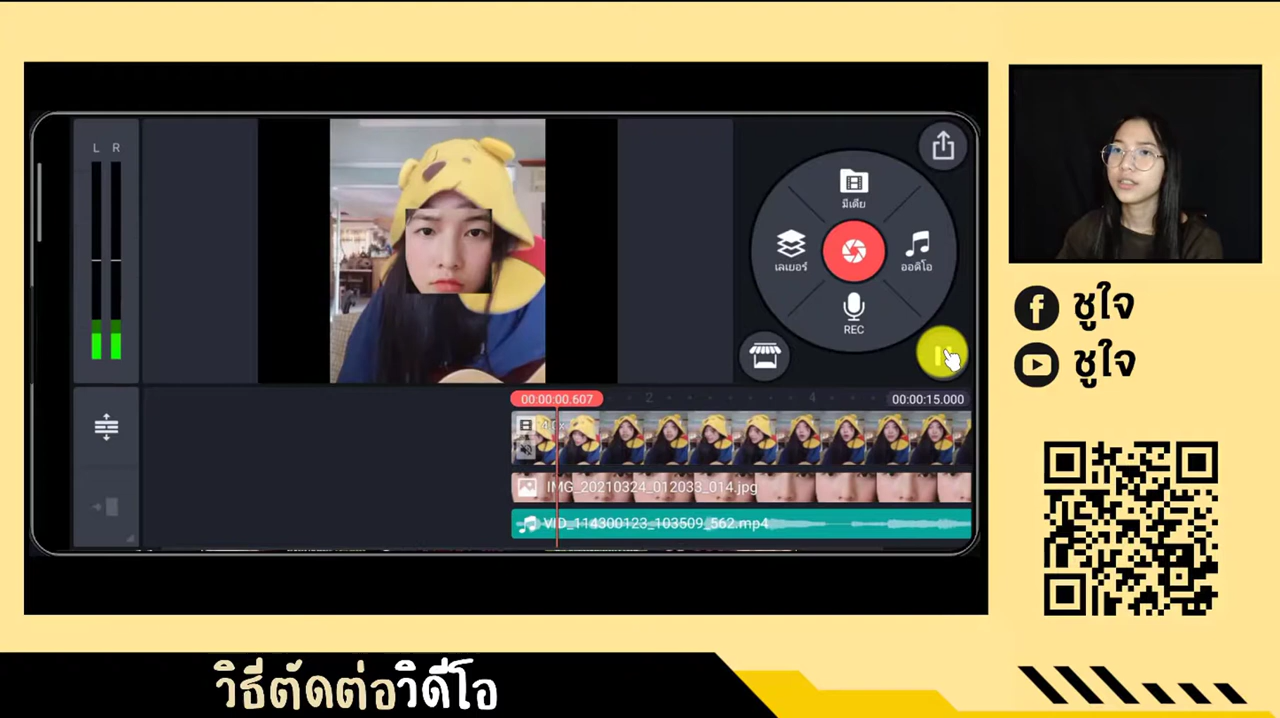 L R
มีเดีย
เลเยอร์
ออดิโอ
REC
00:00:00.607
2
4
00:00:15.000
IMG_20210324_012033_014.jpg
VID_114300123_103509_562.mp4
ชูใจ
ชูใจ
วิธีตัดต่อวิดีโอ